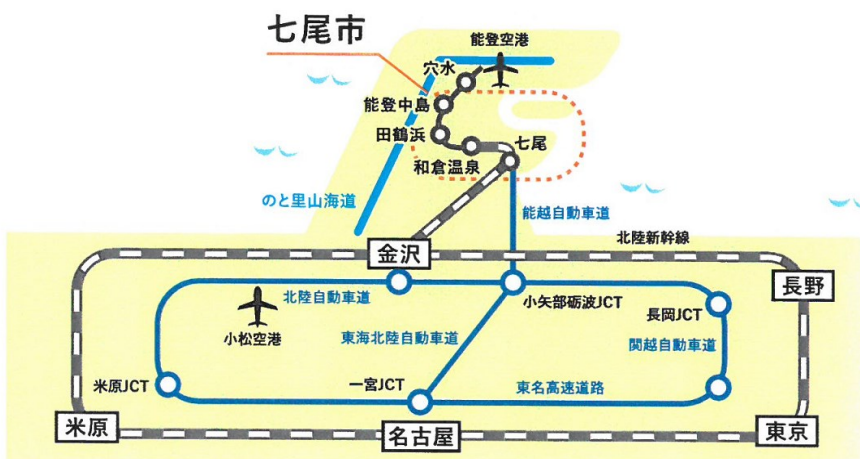 七尾市
能登空港
穴水
能登中島
田鶴浜
七尾
和倉温泉
のと里山海道
能越自動車道
北陸新幹線
金沢
長野
北陸自動車道
小矢部砺波JCT
長岡JCT
小松空港
東海北陸自動車道
関越自動車道
米原JCT
一宮JCT
東名高速道路
米原
名古屋
東京